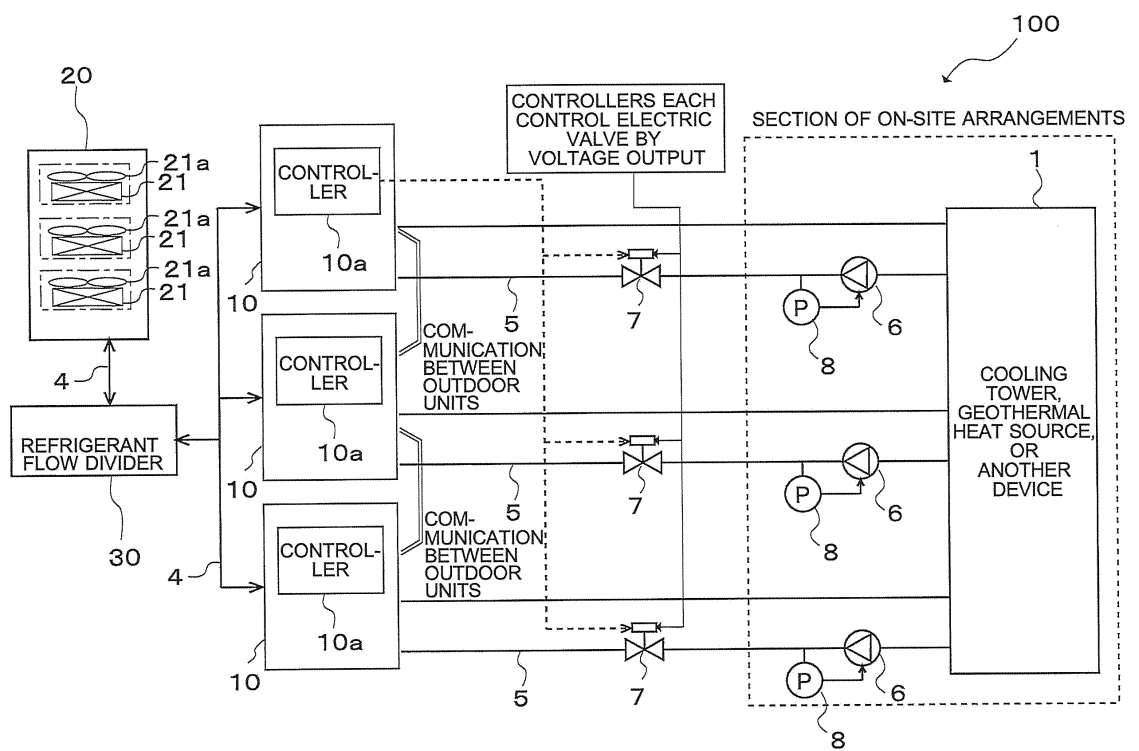 100
20
CONTROLLERS EACH
CONTROL ELECTRIC
VALVE BY
VOLTAGE OUTPUT
SECTION OF ON-SITE ARRANGEMENTS
21a
21
21a
21
21a
21
CONTROL-
LER
10a
10
1
5
7
8
6
P
4
COM-
MUNICATION
BETWEEN
OUTDOOR
UNITS
CONTROL-
LER
10a
10
REFRIGERANT
FLOW DIVIDER
30
COOLING
TOWER,
GEOTHERMAL
HEAT SOURCE,
OR
ANOTHER
DEVICE
5
7
P
8
6
COM-
MUNICATION
BETWEEN
OUTDOOR
UNITS
4
CONTROL-
LER
10a
10
5
7
P
8
6